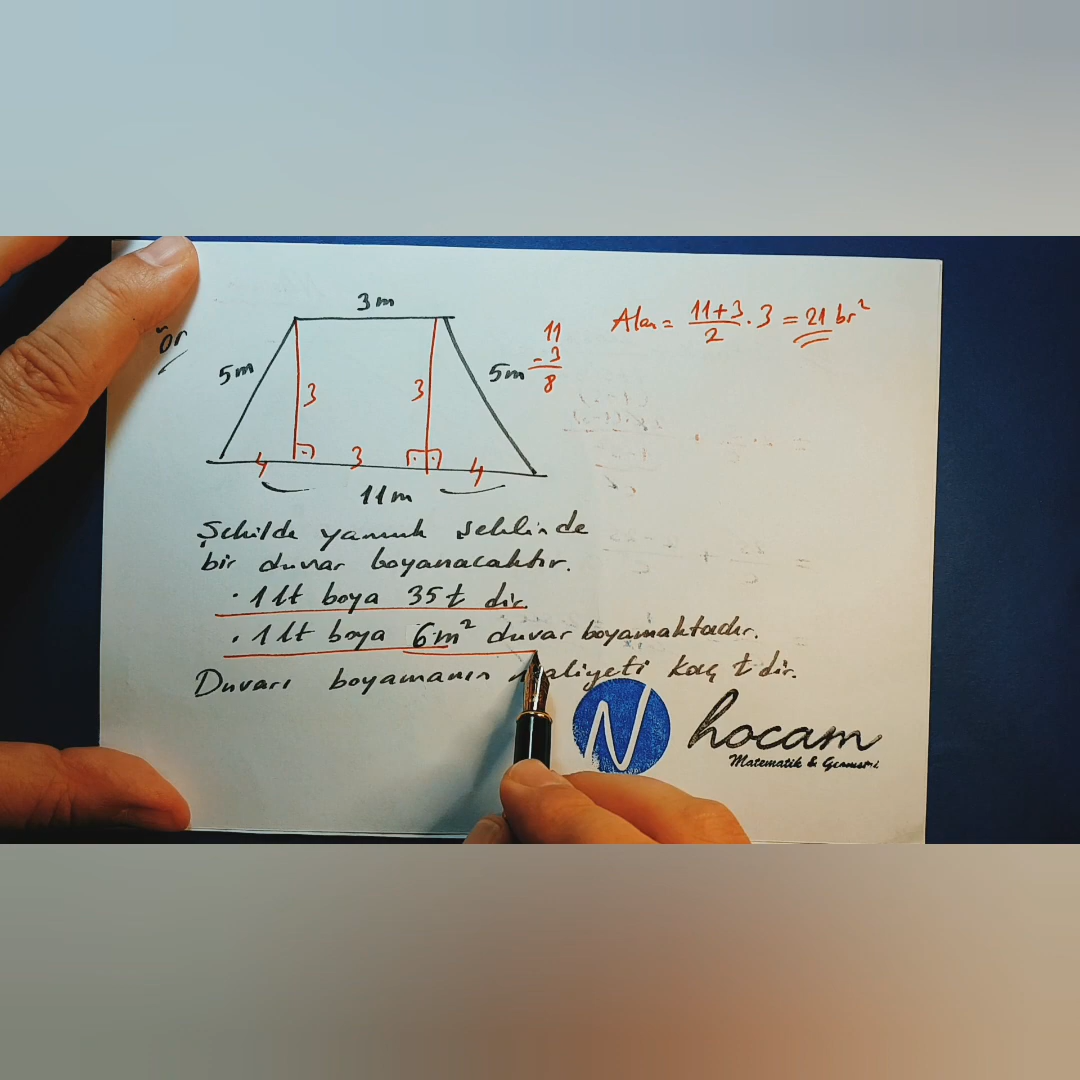 ör
3m
5m
3
3
5m
11
- 3
8
4
3
4
11m
Alan = 11+3/2 . 3 = 21 br²
Şekilde yamuk şeklinde
bir duvar boyanacaktır.
· 1 lt boya 35 ₺ dir.
· 1 lt boya 6m² duvar boyamaktadır.
Duvarı boyamanın maliyeti kaç ₺ dir.
N hocam
Matematik & Geometri